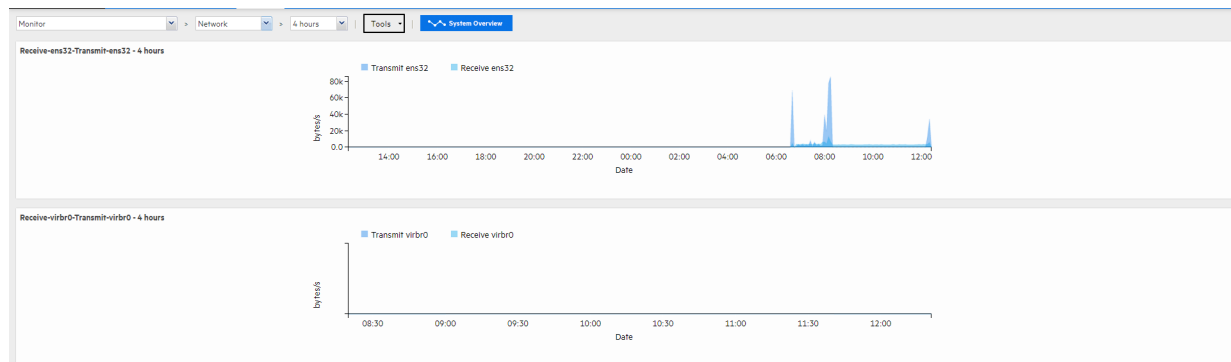 Monitor > Network > 4 hours | Tools | System Overview
Receive-ens32-Transmit-ens32 - 4 hours
Transmit ens32 Receive ens32
80k
60k
40k
20k
0.0
bytes/s
14:00 16:00 18:00 20:00 22:00 00:00 02:00 04:00 06:00 08:00 10:00 12:00
Date
Receive-virbr0-Transmit-virbr0 - 4 hours
Transmit virbr0 Receive virbr0
bytes/s
08:30 09:00 09:30 10:00 10:30 11:00 11:30 12:00
Date